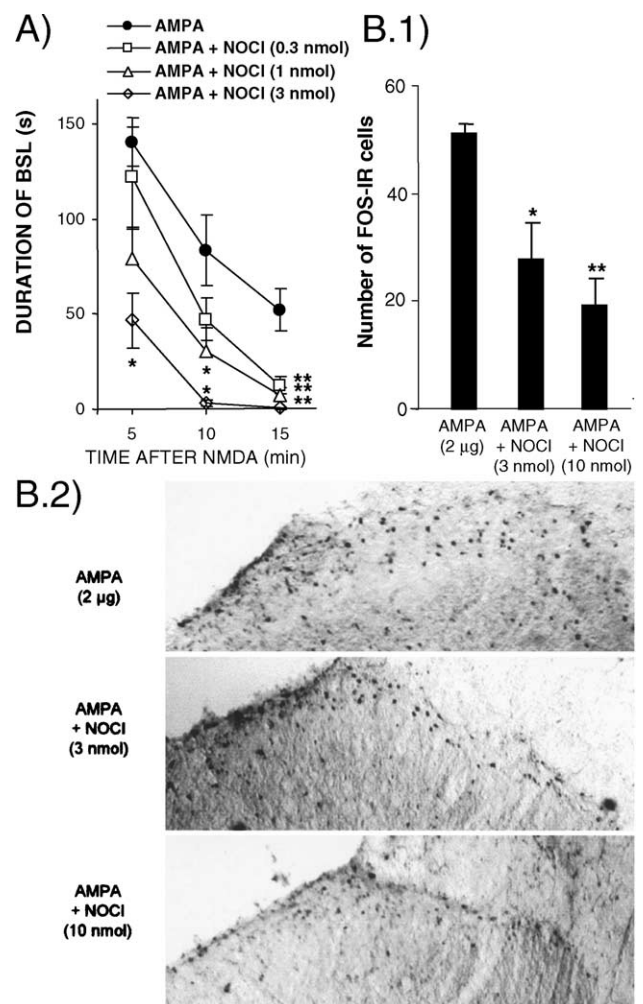 A)
AMPA
AMPA + NOCI (0.3 nmol)
AMPA + NOCI (1 nmol)
AMPA + NOCI (3 nmol)
DURATION OF BSL (s)
150
100
50
0
*
*
*
**
**
**
5 10 15
TIME AFTER NMDA (min)
B.1)
Number of FOS-IR cells
60
40
20
0
*
**
AMPA
(2 µg)
AMPA
+ NOCI
(3 nmol)
AMPA
+ NOCI
(10 nmol)
B.2)
AMPA
(2 µg)
AMPA
+ NOCI
(3 nmol)
AMPA
+ NOCI
(10 nmol)